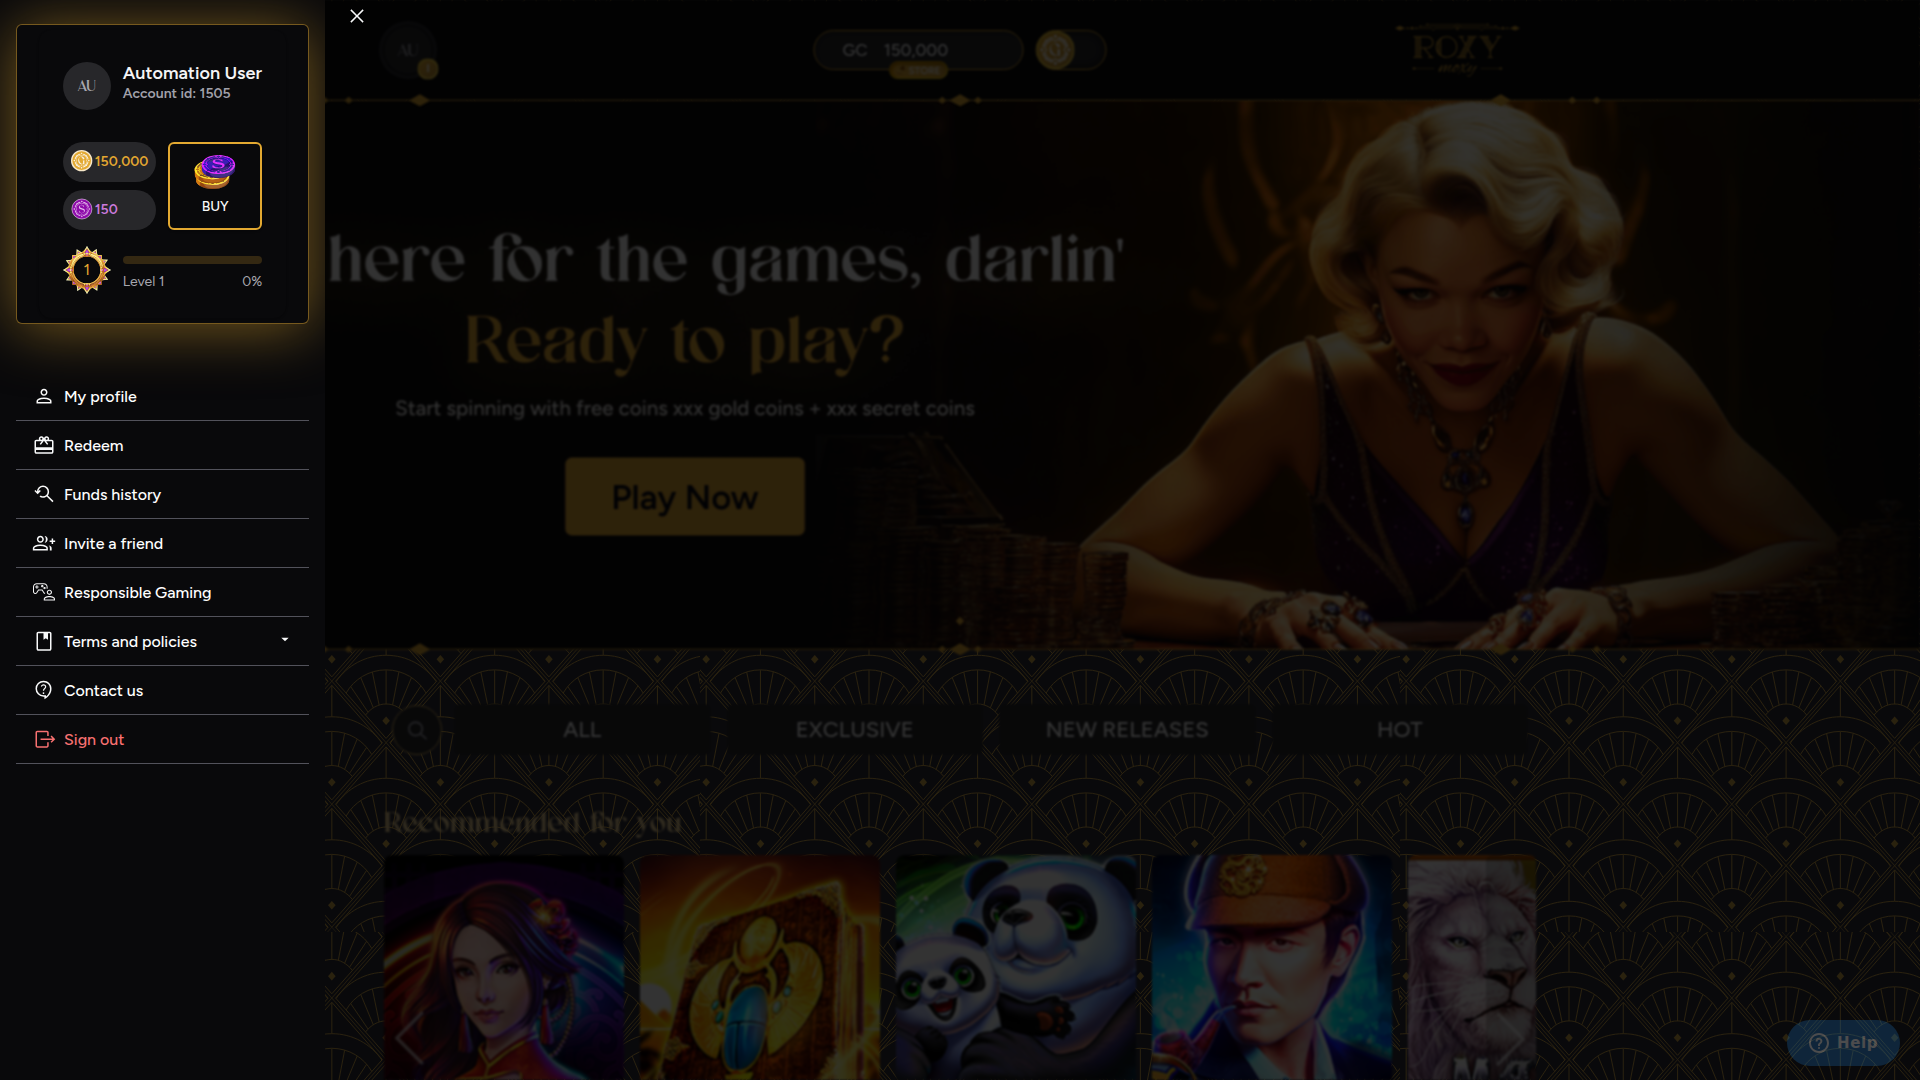 AU
Automation User
Account id: 1505
150,000
S
BUY
S
150
1
Level 1
0%
My profile
Redeem
Funds history
Invite a friend
Responsible Gaming
Terms and policies
Contact us
Sign out
AU
GC 150,000
ROXY
moxy
here for the games, darlin'
Ready to play?
Start spinning with free coins xxx gold coins + xxx secret coins
Play Now
ALL
EXCLUSIVE
NEW RELEASES
HOT
Recommended for you
Help